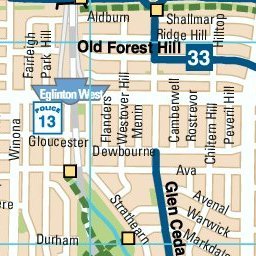 Aldburn
Shallmar
Ridge Hill
Hilltop
Old Forest Hill
33
Fairleigh
Park Hill
Eglinton West
POLICE
13
Winona
Gloucester
Flanders
Westover Hill
Menin
Camberwell
Rostrevor
Chiltern Hill
Peveril Hill
Dewbourne
Ava
Glen Ceda
Avenal
Warwick
Markdale
Strathearn
Durham